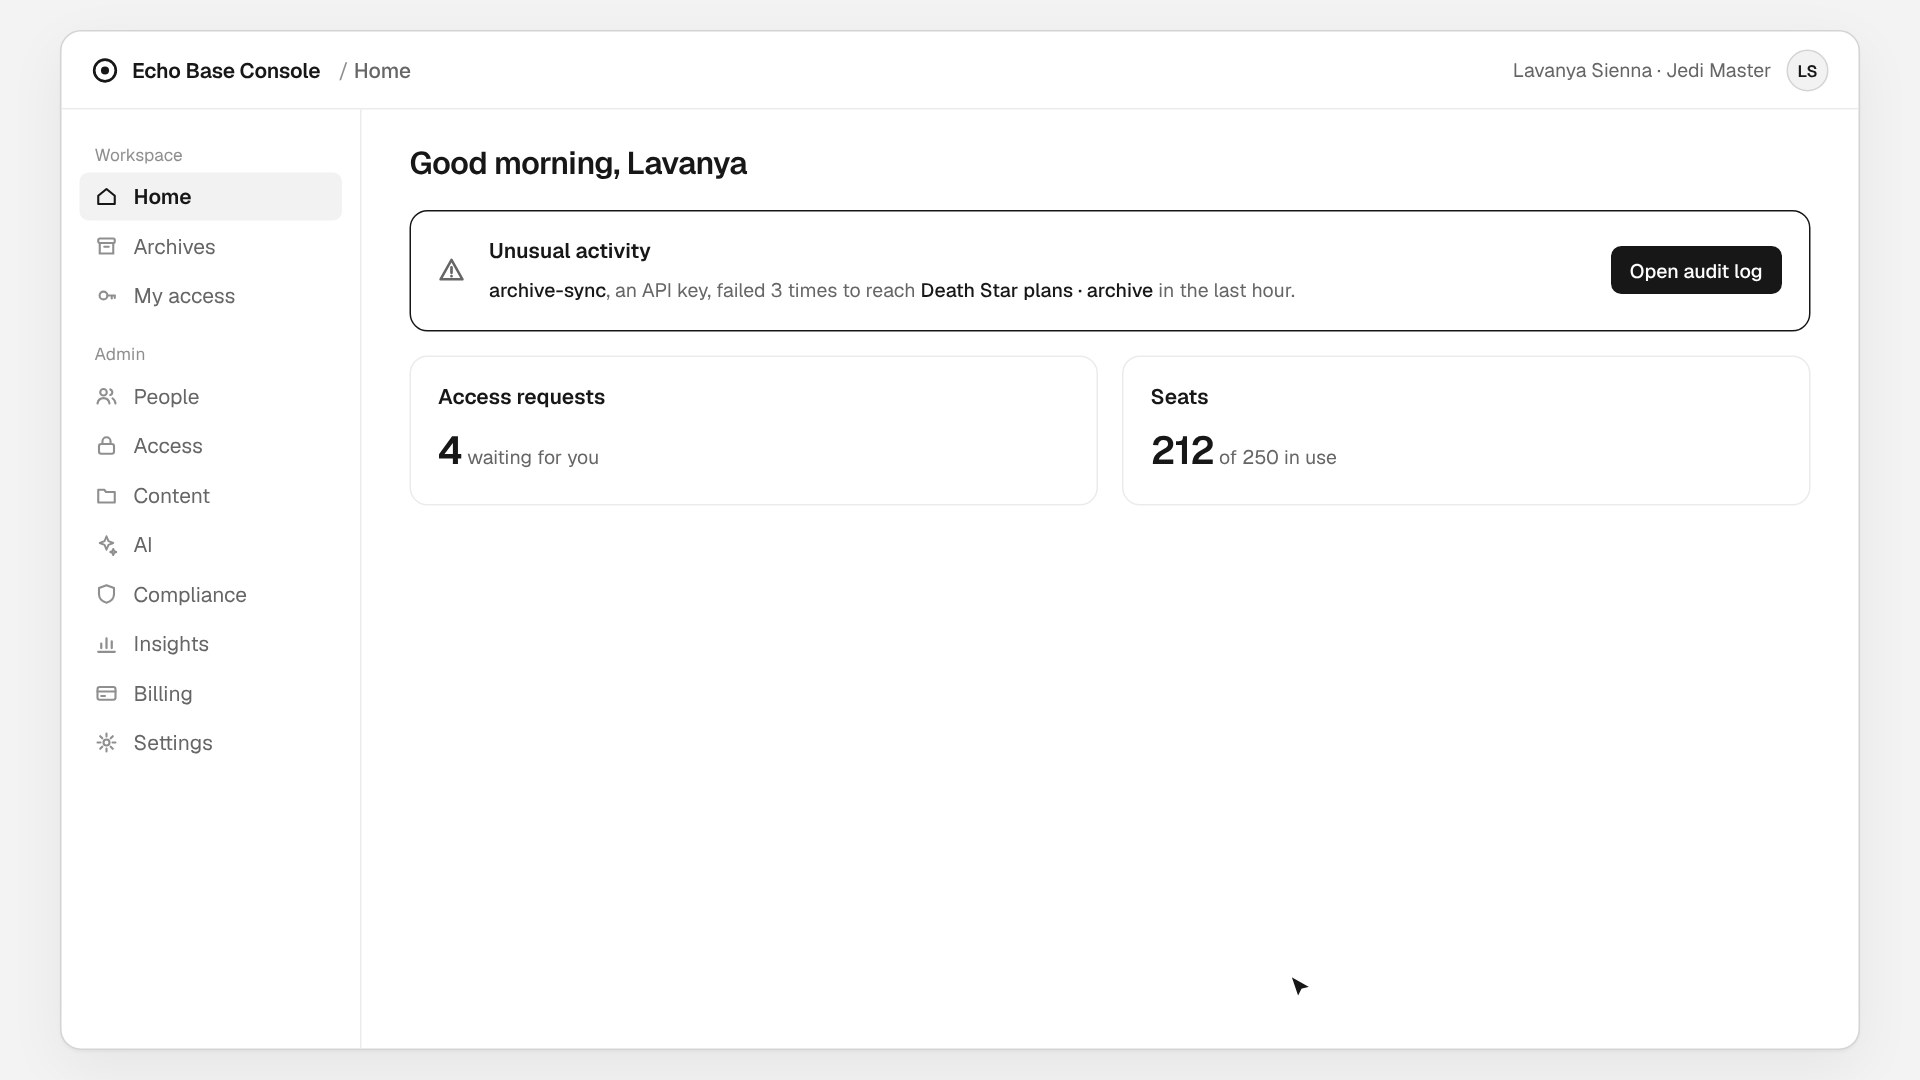 Echo Base Console / Home
Lavanya Sienna · Jedi Master LS
Workspace
Home
Archives
My access
Admin
People
Access
Content
AI
Compliance
Insights
Billing
Settings
Good morning, Lavanya
Unusual activity
archive-sync, an API key, failed 3 times to reach Death Star plans · archive in the last hour.
Open audit log
Access requests
4 waiting for you
Seats
212 of 250 in use